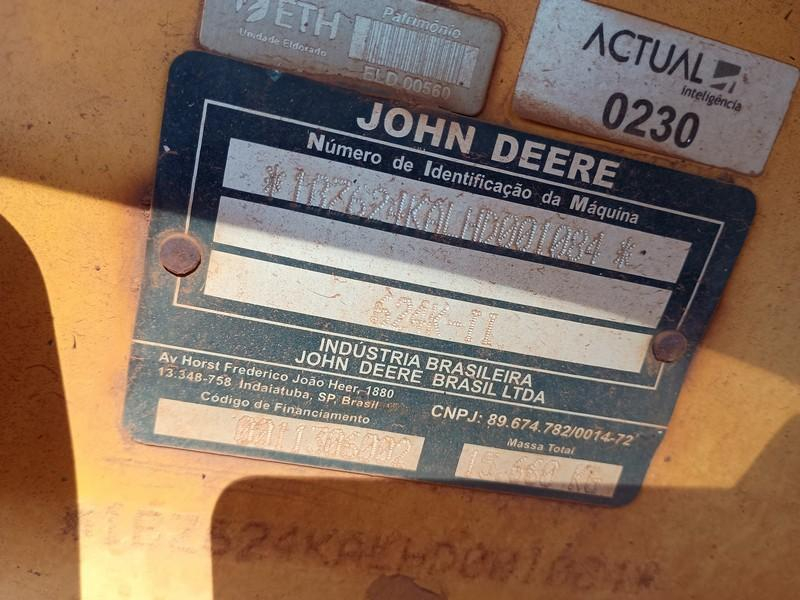 ETH
Unidade Eldorado
Patrimônio
ELD 00560
ACTUAL
inteligência
0230
JOHN DEERE
Número de Identificação da Máquina
*1BZ624KAEHD001084*
624K-II
INDÚSTRIA BRASILEIRA
JOHN DEERE BRASIL LTDA
Av Horst Frederico João Heer, 1880
13.348-758 Indaiatuba, SP, Brasil
CNPJ: 89.674.782/0014-72
Código de Financiamento
Massa Total